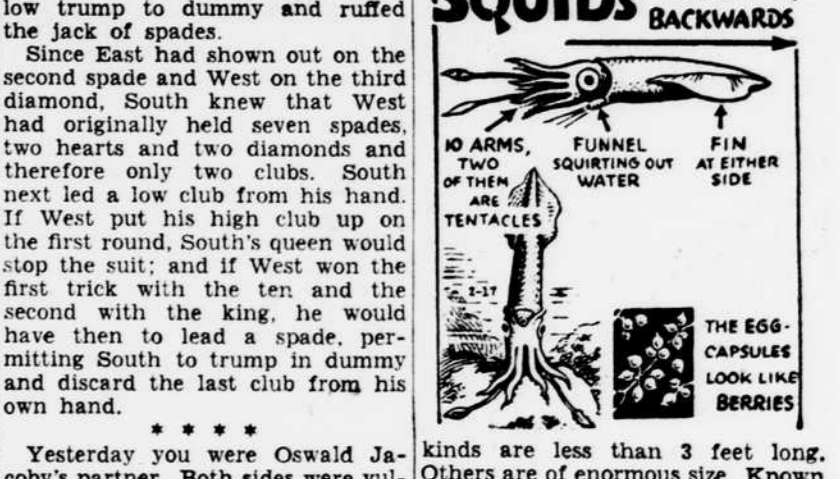 low trump to dummy and ruffed
the jack of spades.
Since East had shown out on the
second spade and West on the third
diamond, South knew that West
had originally held seven spades,
two hearts and two diamonds and
therefore only two clubs. South
next led a low club from his hand.
If West put his high club up on
the first round, South's queen would
stop the suit; and if West won the
first trick with the ten and the
second with the king, he would
have then to lead a spade, per-
mitting South to trump in dummy
and discard the last club from his
own hand.
* * * *
Yesterday you were Oswald Ja-
coby's partner. Both sides were vul-
SQUIDS
BACKWARDS
10 ARMS,
TWO
OF THEM
ARE
TENTACLES
FUNNEL
SQUIRTING OUT
WATER
FIN
AT EITHER
SIDE
2-17
THE EGG-
CAPSULES
LOOK LIKE
BERRIES
kinds are less than 3 feet long.
Others are of enormous size. Known